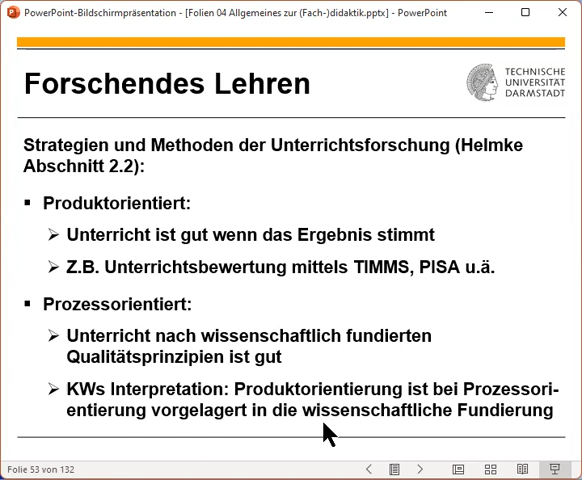 PowerPoint-Bildschirmpräsentation - [Folien 04 Allgemeines zur (Fach-)didaktik.pptx] - PowerPoint
Forschendes Lehren
TECHNISCHE
UNIVERSITÄT
DARMSTADT
Strategien und Methoden der Unterrichtsforschung (Helmke
Abschnitt 2.2):
▪ Produktorientiert:
➢ Unterricht ist gut wenn das Ergebnis stimmt
➢ Z.B. Unterrichtsbewertung mittels TIMMS, PISA u.ä.
▪ Prozessorientiert:
➢ Unterricht nach wissenschaftlich fundierten
Qualitätsprinzipien ist gut
➢ KWs Interpretation: Produktorientierung ist bei Prozessori-
entierung vorgelagert in die wissenschaftliche Fundierung
Folie 53 von 132